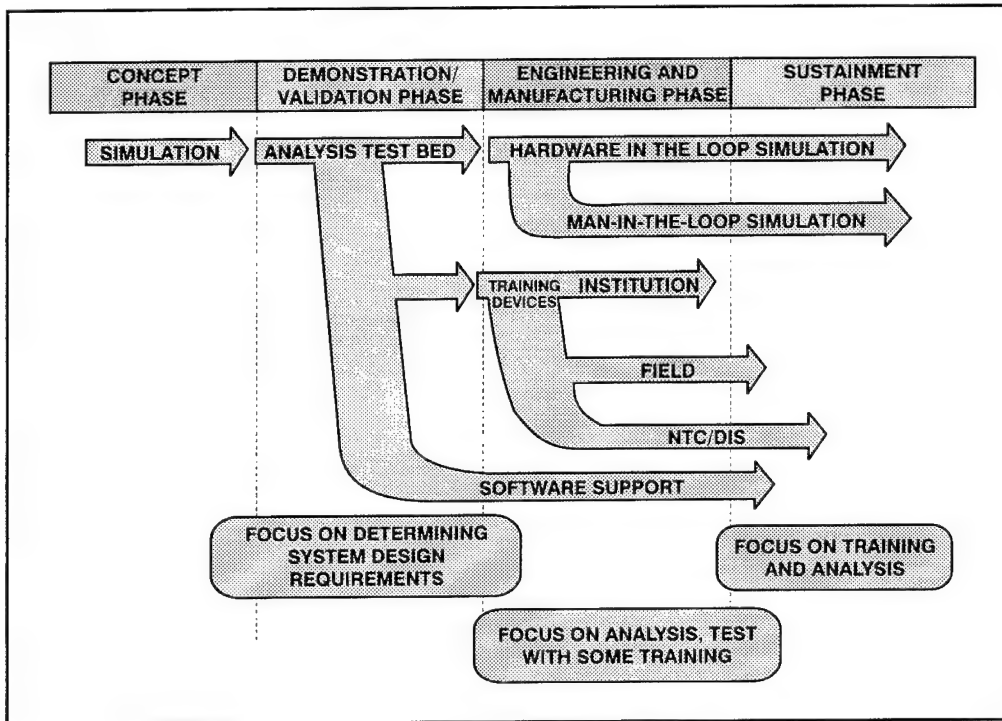 CONCEPT
PHASE
DEMONSTRATION/
VALIDATION PHASE
ENGINEERING AND
MANUFACTURING PHASE
SUSTAINMENT
PHASE
SIMULATION
ANALYSIS TEST BED
HARDWARE IN THE LOOP SIMULATION
MAN-IN-THE-LOOP SIMULATION
TRAINING
DEVICES
INSTITUTION
FIELD
NTC/DIS
SOFTWARE SUPPORT
FOCUS ON DETERMINING
SYSTEM DESIGN
REQUIREMENTS
FOCUS ON TRAINING
AND ANALYSIS
FOCUS ON ANALYSIS, TEST
WITH SOME TRAINING